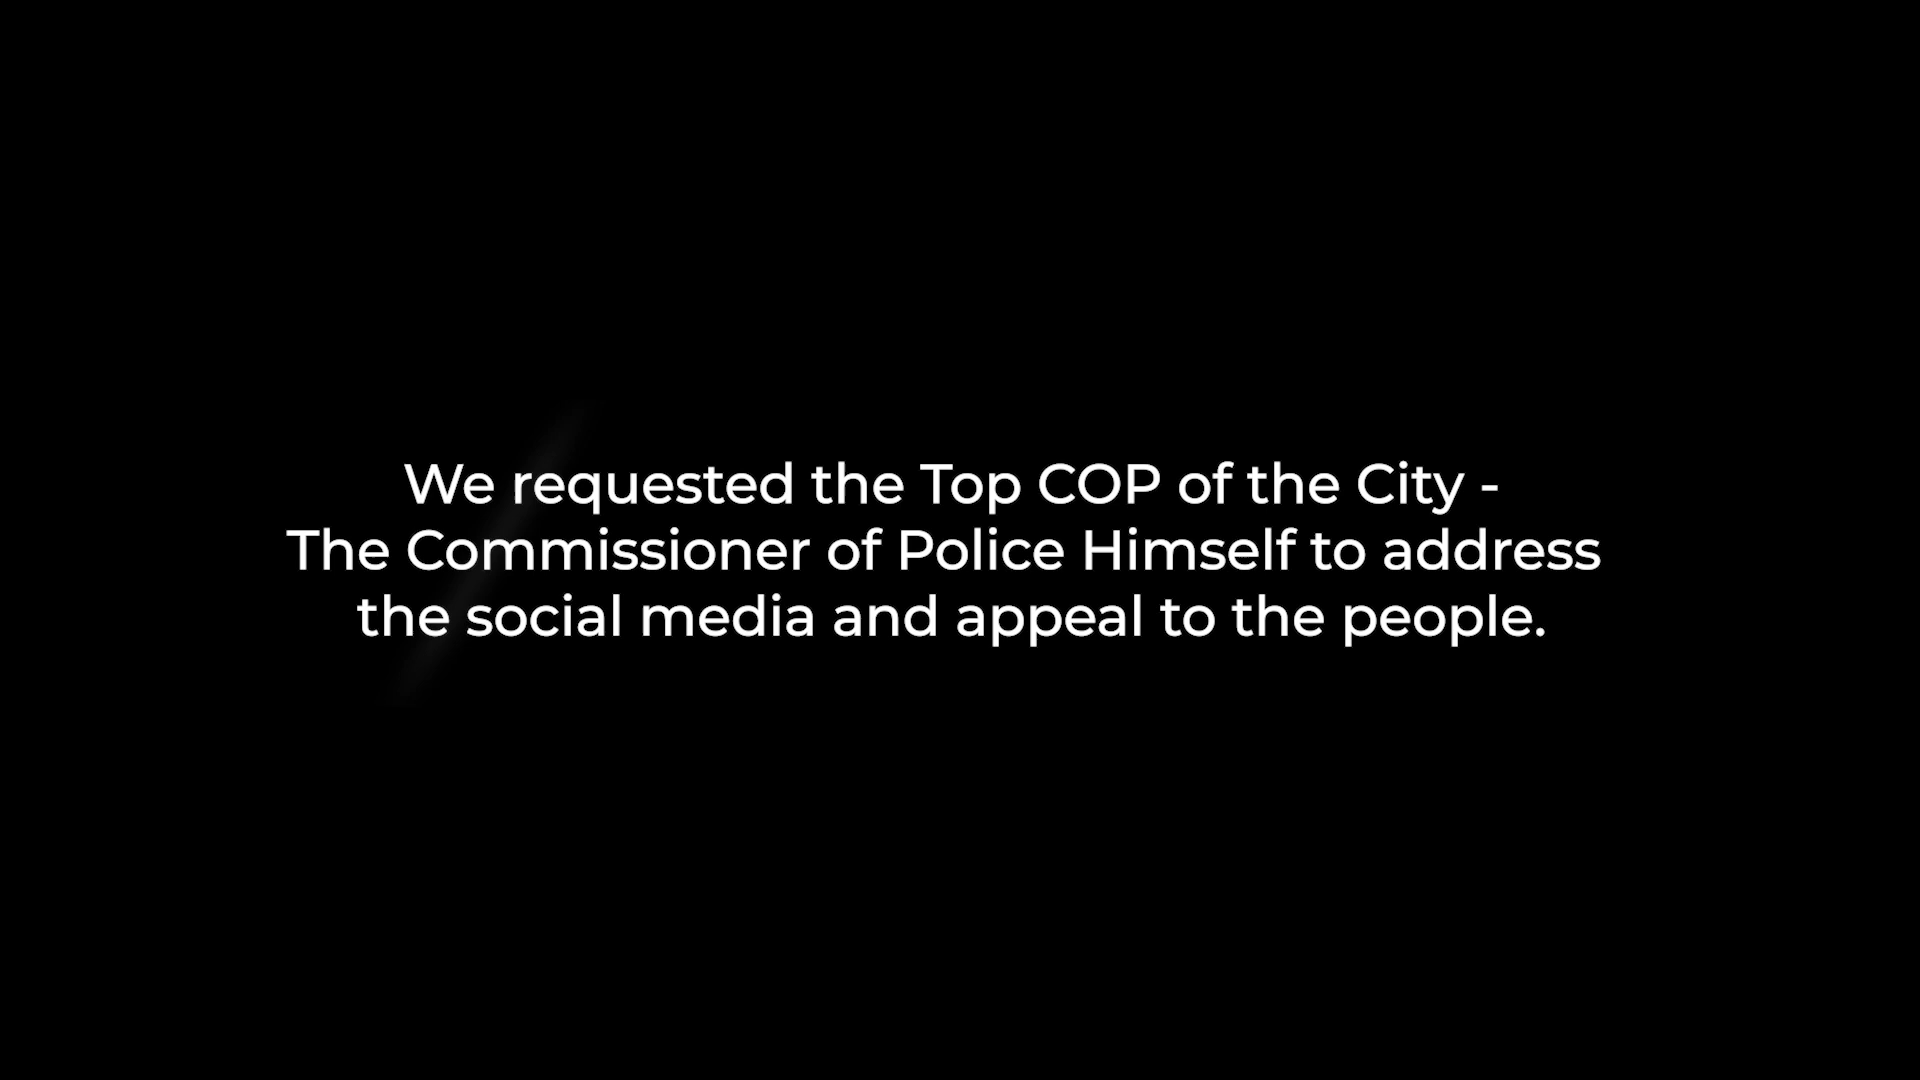 We requested the Top COP of the City -
The Commissioner of Police Himself to address
the social media and appeal to the people.